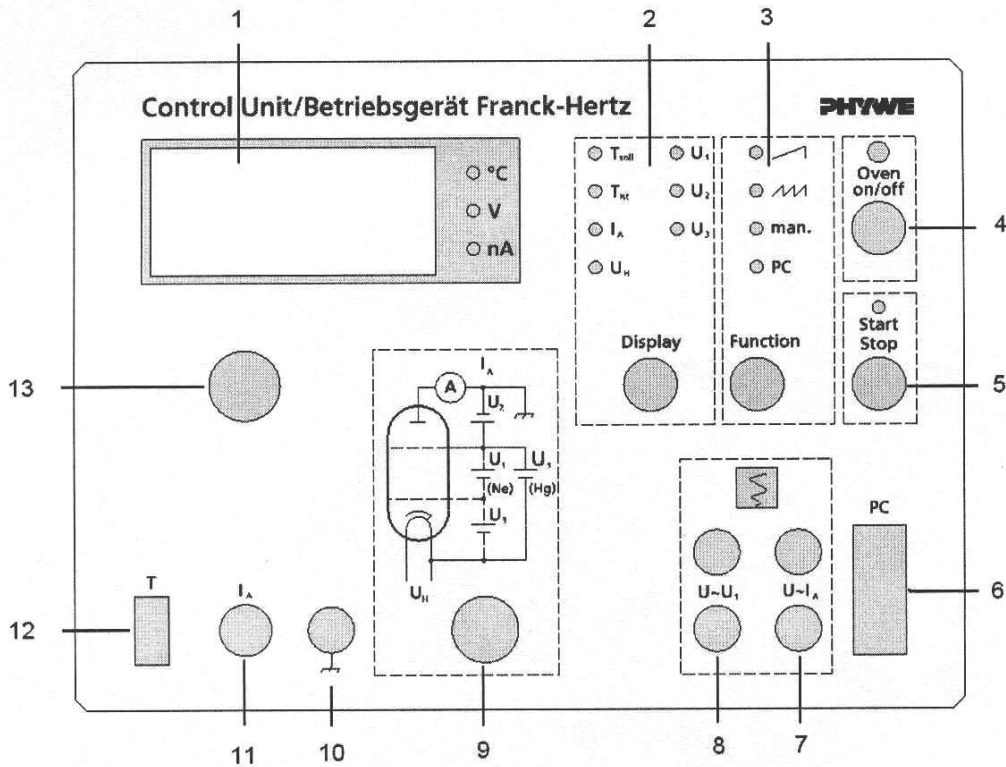 1
2
3
Control Unit/Betriebsgerät Franck-Hertz
PHYWE
°C
V
nA
T_soll
U_1
T_ist
U_2
I_A
U_3
U_H
man.
PC
Oven
on/off
4
Display
Function
Start
Stop
5
13
I_A
A
U_2
U_1
(Ne)
(Hg)
U_H
PC
6
U~U_1
U~I_A
T
I_A
12
11
10
9
8
7